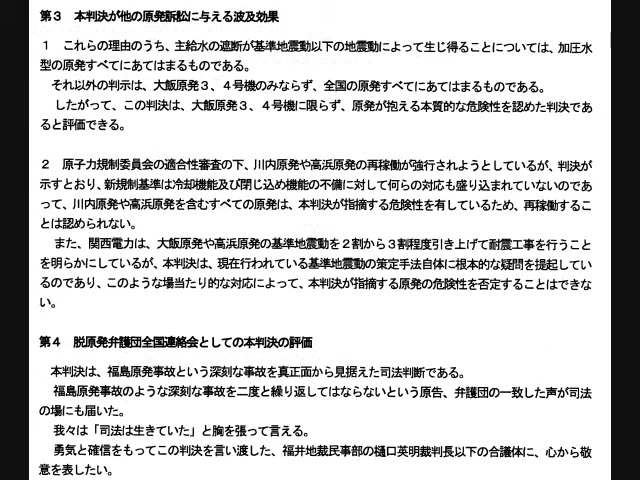 第３　本判決が他の原発訴訟に与える波及効果
１　これらの理由のうち、主給水の遮断が基準地震動以下の地震動によって生じ得ることについては、加圧水
型の原発すべてにあてはまるものである。
それ以外の判示は、大飯原発３、４号機のみならず、全国の原発すべてにあてはまるものである。
したがって、この判決は、大飯原発３、４号機に限らず、原発が抱える本質的な危険性を認めた判決であ
ると評価できる。
２　原子力規制委員会の適合性審査の下、川内原発や高浜原発の再稼働が強行されようとしているが、判決が
示すとおり、新規制基準は冷却機能及び閉じ込め機能の不備に対して何らの対応も盛り込まれていないのであ
って、川内原発や高浜原発を含むすべての原発は、本判決が指摘する危険性を有しているため、再稼働するこ
とは認められない。
また、関西電力は、大飯原発や高浜原発の基準地震動を２割から３割程度引き上げて耐震工事を行うこと
を明らかにしているが、本判決は、現在行われている基準地震動の策定手法自体に根本的な疑問を提起してい
るのであり、このような場当たり的な対応によって、本判決が指摘する原発の危険性を否定することはできな
い。
第４　脱原発弁護団全国連絡会としての本判決の評価
本判決は、福島原発事故という深刻な事故を真正面から見据えた司法判断である。
福島原発事故のような深刻な事故を二度と繰り返してはならないという原告、弁護団の一致した声が司法
の場にも届いた。
我々は「司法は生きていた」と胸を張って言える。
勇気と確信をもってこの判決を言い渡した、福井地裁民事部の樋口英明裁判長以下の合議体に、心から敬
意を表したい。